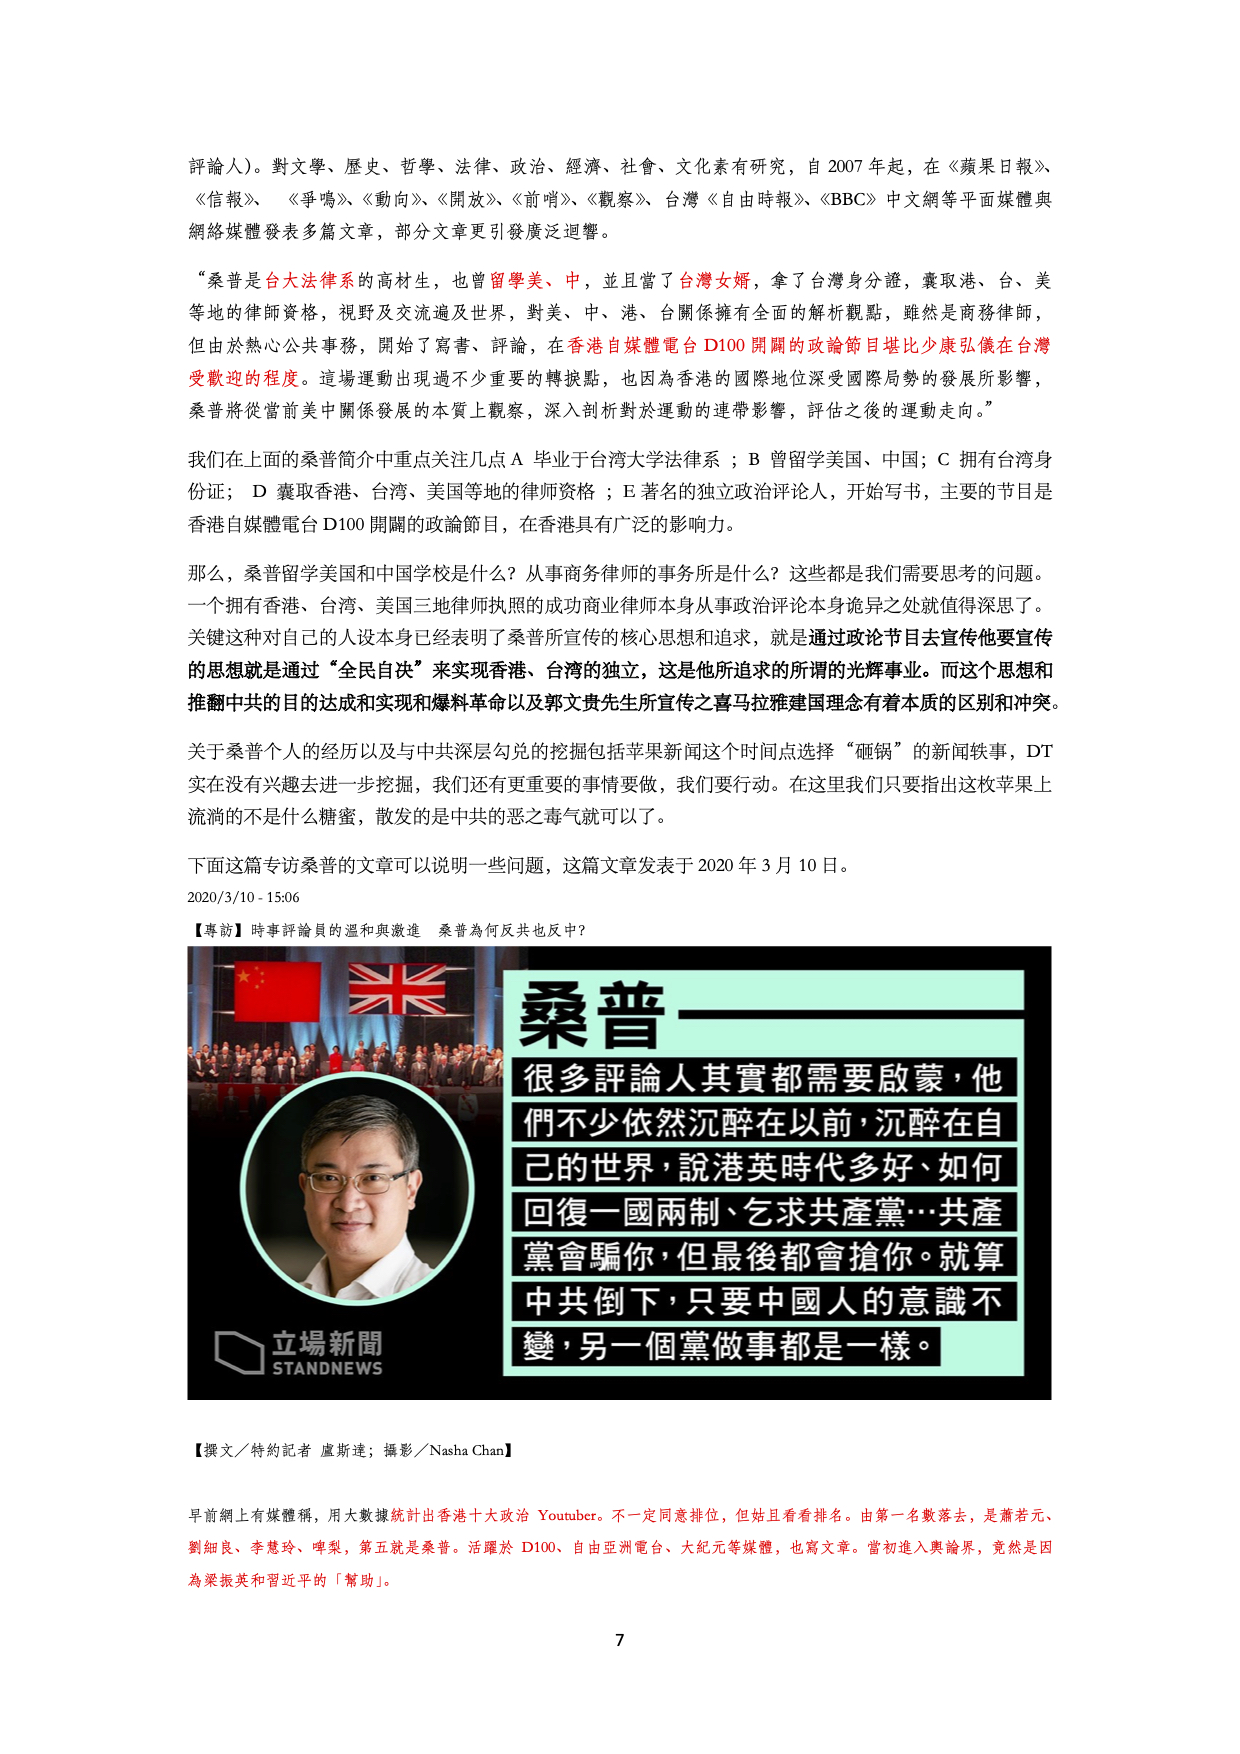 評論人）。對文學、歷史、哲學、法律、政治、經濟、社會、文化素有研究，自 2007 年起，在《蘋果日報》、
《信報》、 《爭鳴》、《動向》、《開放》、《前哨》、《觀察》、台灣《自由時報》、《BBC》中文網等平面媒體與
網絡媒體發表多篇文章，部分文章更引發廣泛迴響。
“桑普是台大法律系的高材生，也曾留學美、中，並且當了台灣女婿，拿了台灣身分證，囊取港、台、美
等地的律師資格，視野及交流遍及世界，對美、中、港、台關係擁有全面的解析觀點，雖然是商務律師，
但由於熱心公共事務，開始了寫書、評論，在香港自媒體電台 D100 開闢的政論節目堪比少康弘儀在台灣
受歡迎的程度。這場運動出現過不少重要的轉捩點，也因為香港的國際地位深受國際局勢的發展所影響，
桑普將從當前美中關係發展的本質上觀察，深入剖析對於運動的連帶影響，評估之後的運動走向。”
我们在上面的桑普简介中重点关注几点 A 毕业于台湾大学法律系 ；B 曾留学美国、中国；C 拥有台湾身
份证； D 囊取香港、台湾、美国等地的律师资格 ；E 著名的独立政治评论人，开始写书，主要的节目是
香港自媒體電台 D100 開闢的政論節目，在香港具有广泛的影响力。
那么，桑普留学美国和中国学校是什么？从事商务律师的事务所是什么？这些都是我们需要思考的问题。
一个拥有香港、台湾、美国三地律师执照的成功商业律师本身从事政治评论本身诡异之处就值得深思了。
关键这种对自己的人设本身已经表明了桑普所宣传的核心思想和追求，就是通过政论节目去宣传他要宣传
的思想就是通过“全民自决”来实现香港、台湾的独立，这是他所追求的所谓的光辉事业。而这个思想和
推翻中共的目的达成和实现和爆料革命以及郭文贵先生所宣传之喜马拉雅建国理念有着本质的区别和冲突。
关于桑普个人的经历以及与中共深层勾兑的挖掘包括苹果新闻这个时间点选择“砸锅”的新闻轶事，DT
实在没有兴趣去进一步挖掘，我们还有更重要的事情要做，我们要行动。在这里我们只要指出这枚苹果上
流淌的不是什么糖蜜，散发的是中共的恶之毒气就可以了。
下面这篇专访桑普的文章可以说明一些问题，这篇文章发表于 2020 年 3 月 10 日。
2020/3/10 - 15:06
【專訪】時事評論員的溫和與激進　桑普為何反共也反中？
桑普
很多評論人其實都需要啟蒙，他
們不少依然沉醉在以前，沉醉在自
己的世界，說港英時代多好、如何
回復一國兩制、乞求共產黨…共產
黨會騙你，但最後都會搶你。就算
中共倒下，只要中國人的意識不
變，另一個黨做事都是一樣。
立場新聞
STANDNEWS
【撰文／特約記者 盧斯達；攝影／Nasha Chan】
早前網上有媒體稱，用大數據統計出香港十大政治 Youtuber。不一定同意排位，但姑且看看排名。由第一名數落去，是蕭若元、
劉細良、李慧玲、啤梨，第五就是桑普。活躍於 D100、自由亞洲電台、大紀元等媒體，也寫文章。當初進入輿論界，竟然是因
為梁振英和習近平的「幫助」。
7